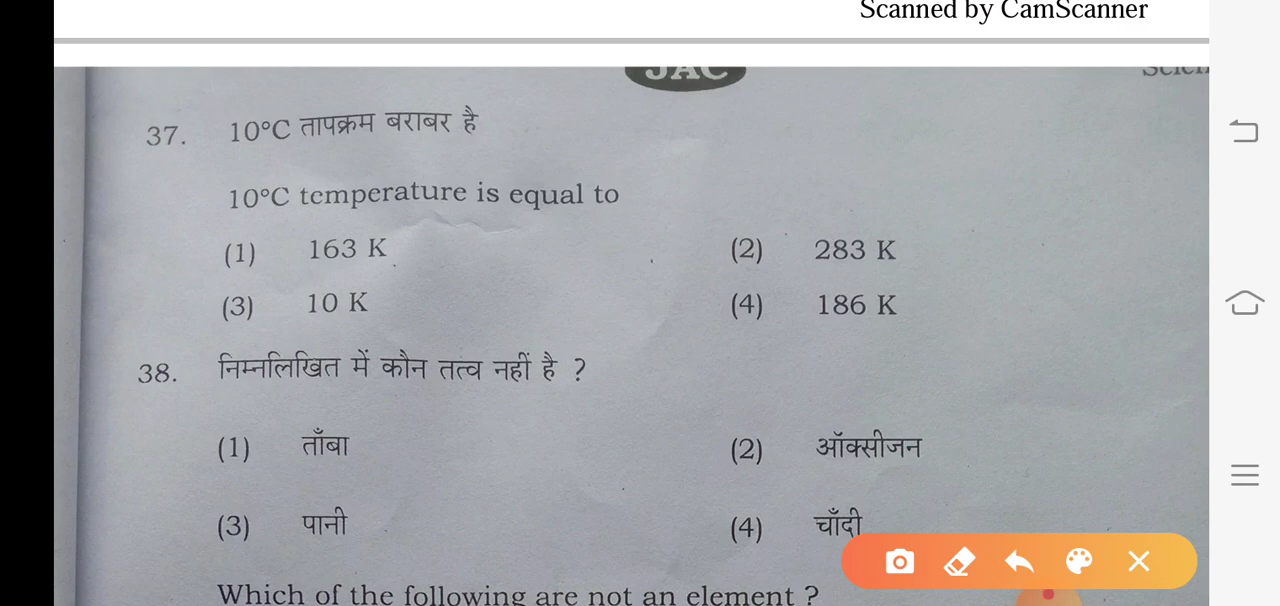 Scanned by CamScanner
JAC
37. 10°C तापक्रम बराबर है
10°C temperature is equal to
(1) 163 K (2) 283 K
(3) 10 K (4) 186 K
38. निम्नलिखित में कौन तत्व नहीं है ?
(1) ताँबा (2) ऑक्सीजन
(3) पानी (4) चाँदी
Which of the following are not an element ?